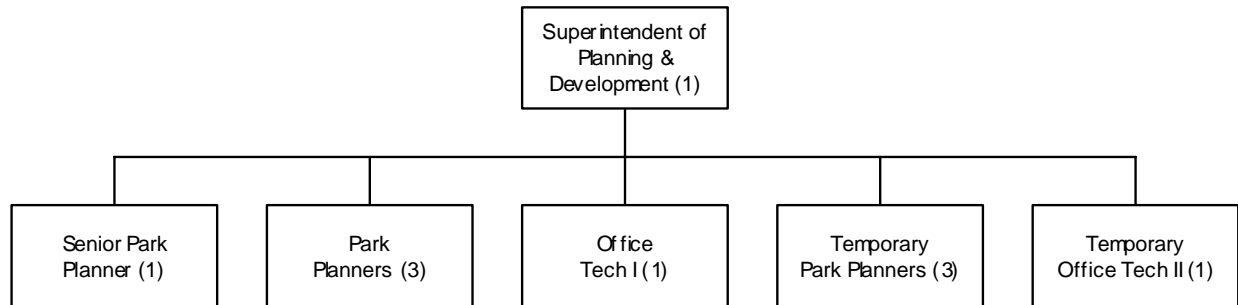 Superintendent of
Planning &
Development (1)
Senior Park
Planner (1)
Park
Planners (3)
Office
Tech I (1)
Temporary
Park Planners (3)
Temporary
Office Tech II (1)